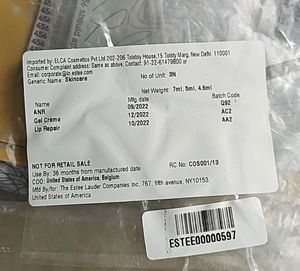 Imported by: ELCA Cosmetics Pvt Ltd 202-206 Tolstoy House,15 Tolsty Marg, New Delhi 110001
Consumer Complaint address: Same as above; Contact: 91-22-61479800 or
Email: corporate@in.estee.com
Generic Name: Skincare
No of Unit: 3N
Net Weight: 7ml, 5ml, 4.6ml
Mfg date Batch Code
ANR 09/2022 Q92
Gel Crème 12/2022 AC2
Lip Repair 10/2022 AA2
NOT FOR RETAIL SALE RC No: COS001/13
Use By: 36 months from manufactured date
COO: United States of America, Belgium
Mfd By/for: The Estee Lauder Companies Inc. 767, fifth avenue, NY10153,
United States of America
ESTEE00000597